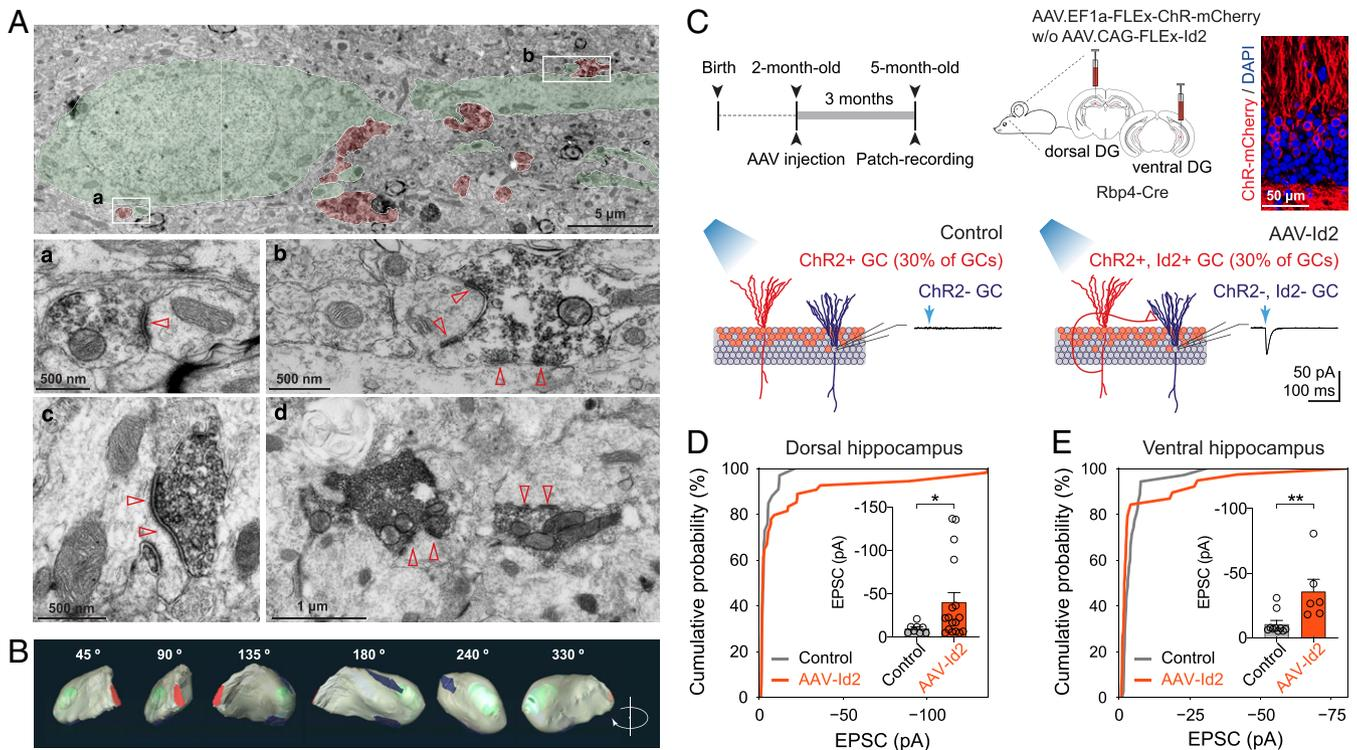 A
b
a
5 µm
a
500 nm
b
500 nm
c
500 nm
d
1 µm
B
45 °
90 °
135 °
180 °
240 °
330 °
C
AAV.EF1a-FLEx-ChR-mCherry
w/o AAV.CAG-FLEx-Id2
Birth
2-month-old
5-month-old
3 months
AAV injection
Patch-recording
dorsal DG
ventral DG
Rbp4-Cre
ChR-mCherry / DAPI
50 µm
Control
ChR2+ GC (30% of GCs)
ChR2- GC
AAV-Id2
ChR2+, Id2+ GC (30% of GCs)
ChR2-, Id2- GC
50 pA
100 ms
D
Dorsal hippocampus
Cumulative probability (%)
100
80
60
40
20
0
0
−50
−100
EPSC (pA)
Control
AAV-Id2
EPSC (pA)
-150
-100
-50
0
*
Control
AAV-Id2
E
Ventral hippocampus
Cumulative probability (%)
100
80
60
40
20
0
0
−25
−50
−75
EPSC (pA)
Control
AAV-Id2
EPSC (pA)
-100
-50
0
**
Control
AAV-Id2